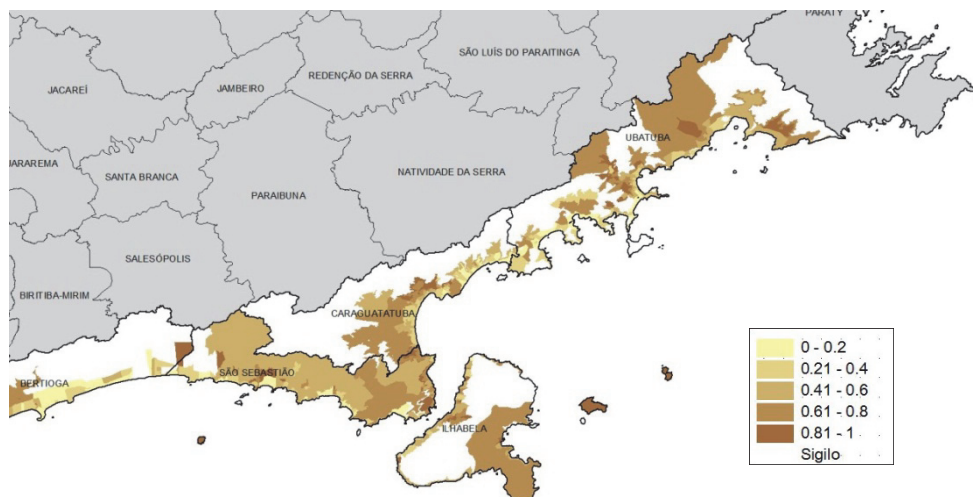 PARATY
SÃO LUÍS DO PARAITINGA
REDENÇÃO DA SERRA
JACAREÍ
JAMBEIRO
UBATUBA
ARAREMA
SANTA BRANCA
NATIVIDADE DA SERRA
PARAIBUNA
SALESÓPOLIS
BIRITIBA-MIRIM
CARAGUATATUBA
SÃO SEBASTIÃO
BERTIOGA
ILHABELA
0 - 0.2
0.21 - 0.4
0.41 - 0.6
0.61 - 0.8
0.81 - 1
Sigilo